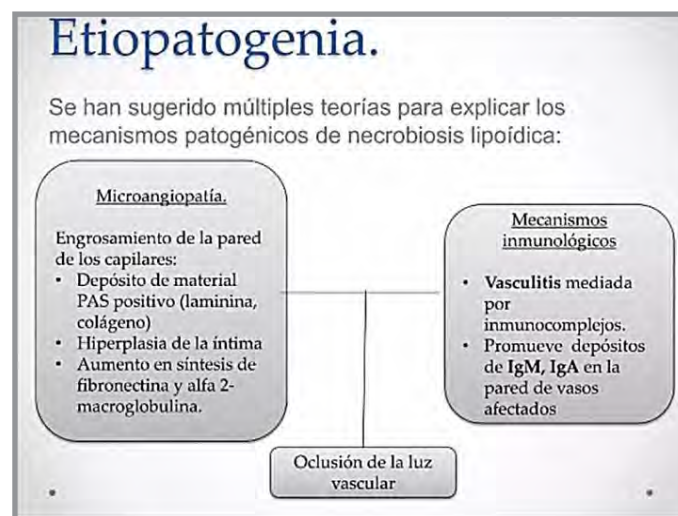 Etiopatogenia.
Se han sugerido múltiples teorías para explicar los
mecanismos patogénicos de necrobiosis lipoídica:
Microangiopatía.
Engrosamiento de la pared
de los capilares:
• Depósito de material
PAS positivo (laminina,
colágeno)
• Hiperplasia de la íntima
• Aumento en síntesis de
fibronectina y alfa 2-
macroglobulina.
Mecanismos
inmunológicos
• Vasculitis mediada
por
inmunocomplejos.
• Promueve depósitos
de IgM, IgA en la
pared de vasos
afectados
Oclusión de la luz
vascular